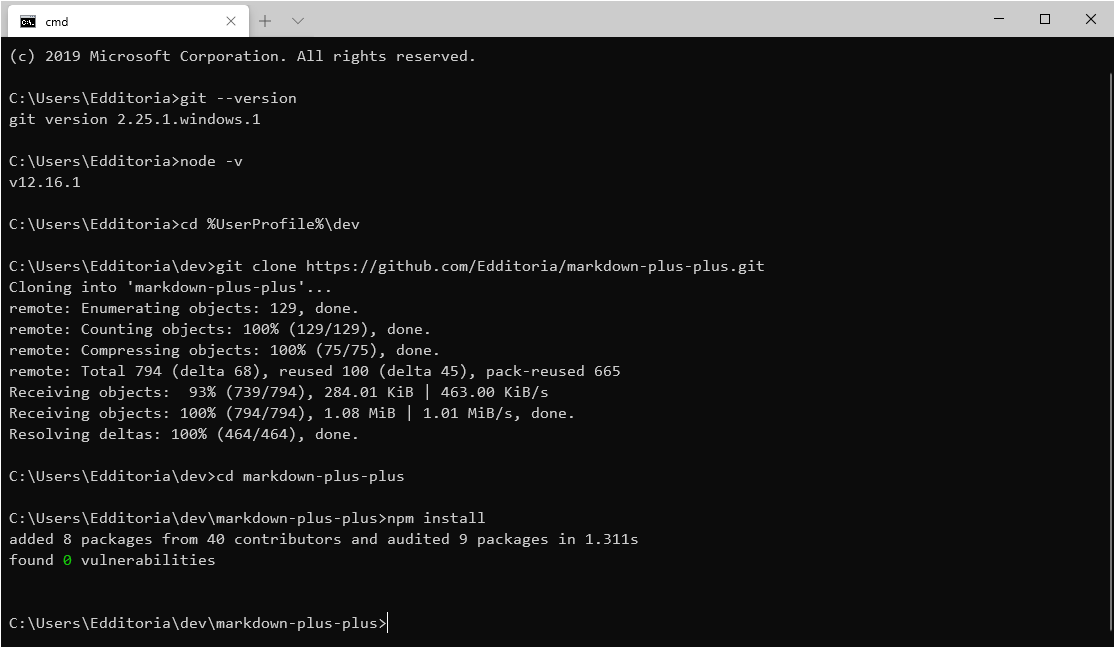 cmd
(c) 2019 Microsoft Corporation. All rights reserved.
C:\Users\Edditoria>git --version
git version 2.25.1.windows.1
C:\Users\Edditoria>node -v
v12.16.1
C:\Users\Edditoria>cd %UserProfile%\dev
C:\Users\Edditoria\dev>git clone https://github.com/Edditoria/markdown-plus-plus.git
Cloning into 'markdown-plus-plus'...
remote: Enumerating objects: 129, done.
remote: Counting objects: 100% (129/129), done.
remote: Compressing objects: 100% (75/75), done.
remote: Total 794 (delta 68), reused 100 (delta 45), pack-reused 665
Receiving objects:  93% (739/794), 284.01 KiB | 463.00 KiB/s
Receiving objects: 100% (794/794), 1.08 MiB | 1.01 MiB/s, done.
Resolving deltas: 100% (464/464), done.
C:\Users\Edditoria\dev>cd markdown-plus-plus
C:\Users\Edditoria\dev\markdown-plus-plus>npm install
added 8 packages from 40 contributors and audited 9 packages in 1.311s
found 0 vulnerabilities
C:\Users\Edditoria\dev\markdown-plus-plus>